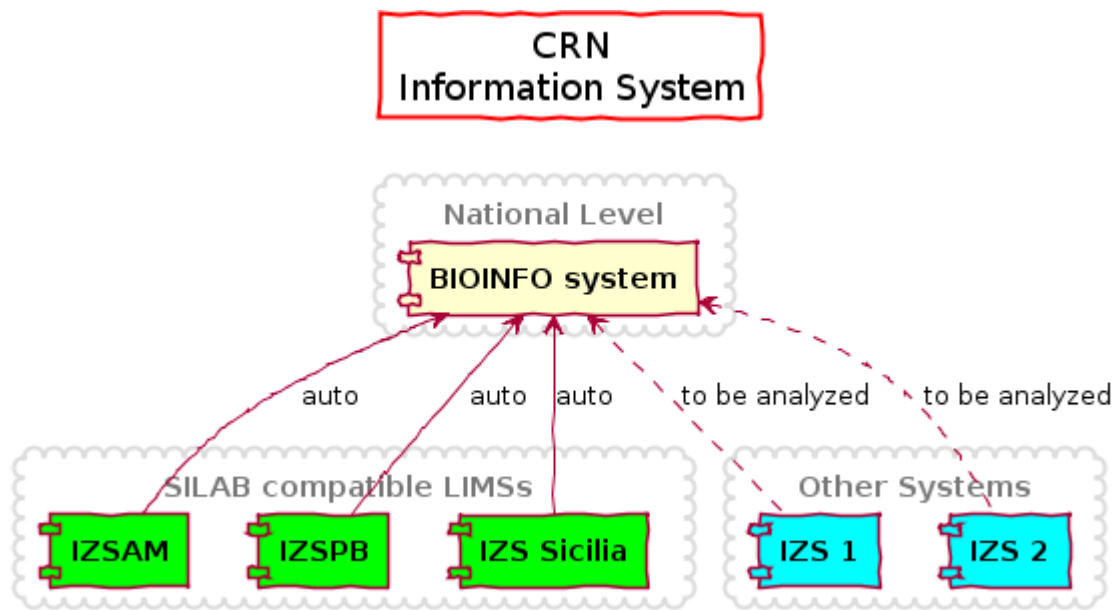 CRN
Information System
National Level
BIOINFO system
auto
auto
auto
to be analyzed
to be analyzed
SILAB compatible LIMSs
Other Systems
IZSAM
IZSPB
IZS Sicilia
IZS 1
IZS 2